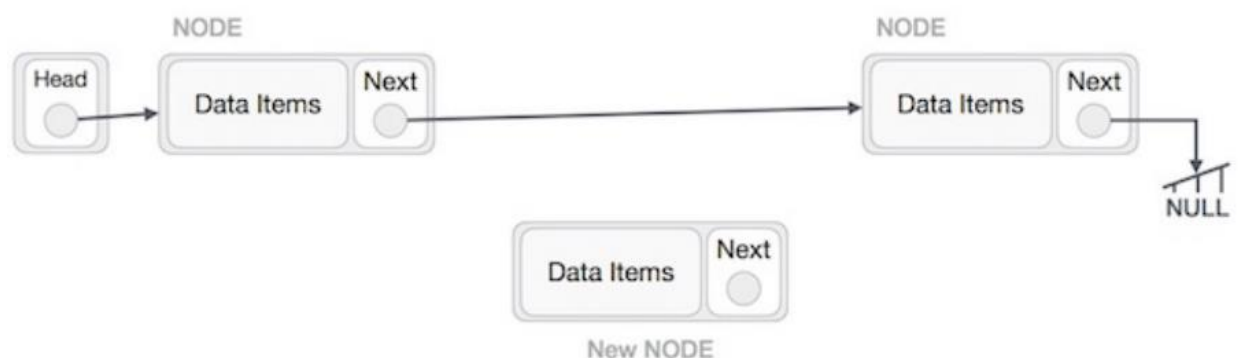 NODE
NODE
Head
Data Items
Next
Data Items
Next
NULL
Data Items
Next
New NODE